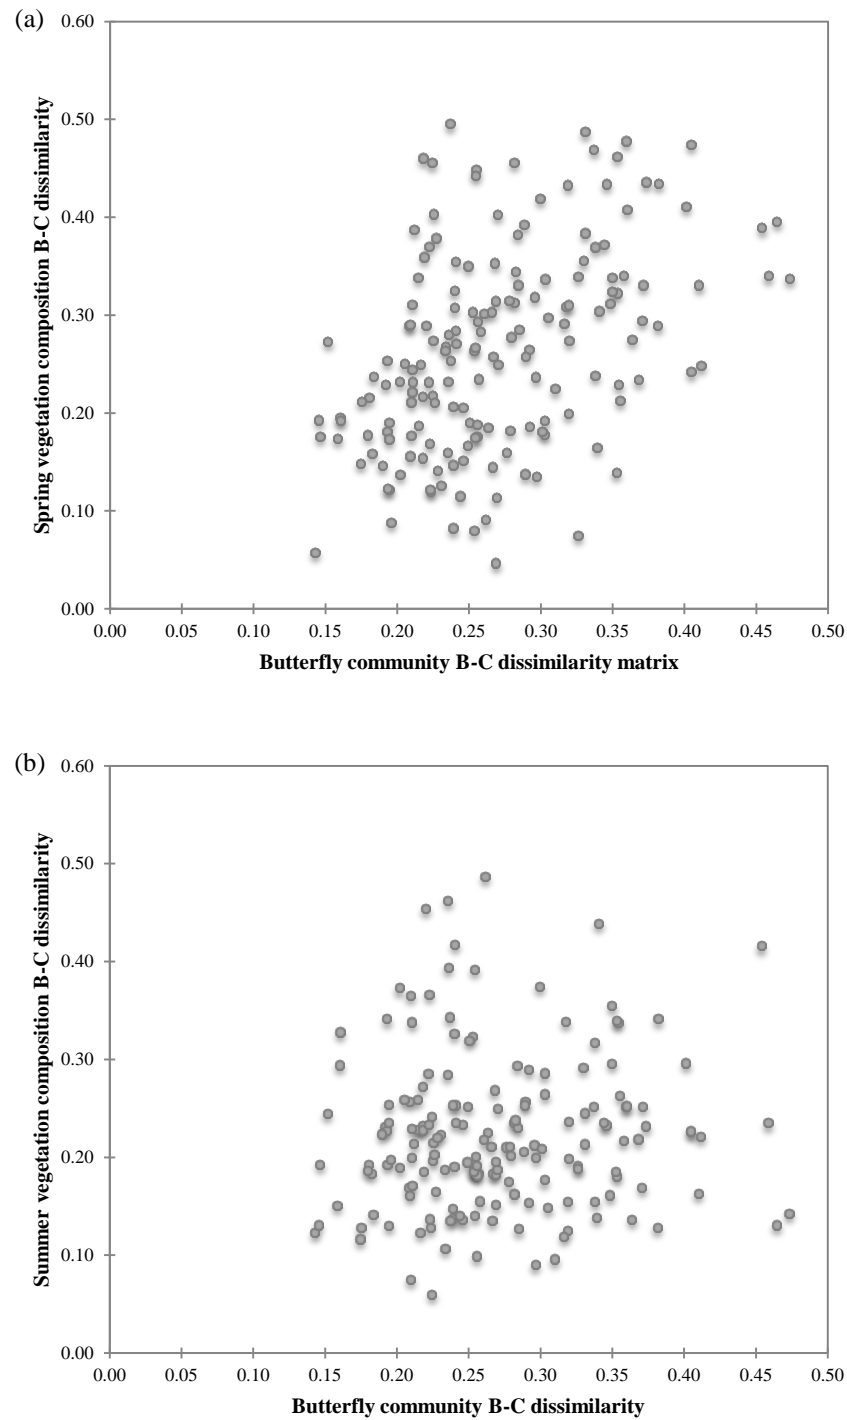 (a)
0.60
0.50
0.40
0.30
0.20
0.10
0.00
Spring vegetation composition B-C dissimilarity
0.00 0.05 0.10 0.15 0.20 0.25 0.30 0.35 0.40 0.45 0.50
Butterfly community B-C dissimilarity matrix
(b)
0.60
0.50
0.40
0.30
0.20
0.10
0.00
Summer vegetation composition B-C dissimilarity
0.00 0.05 0.10 0.15 0.20 0.25 0.30 0.35 0.40 0.45 0.50
Butterfly community B-C dissimilarity